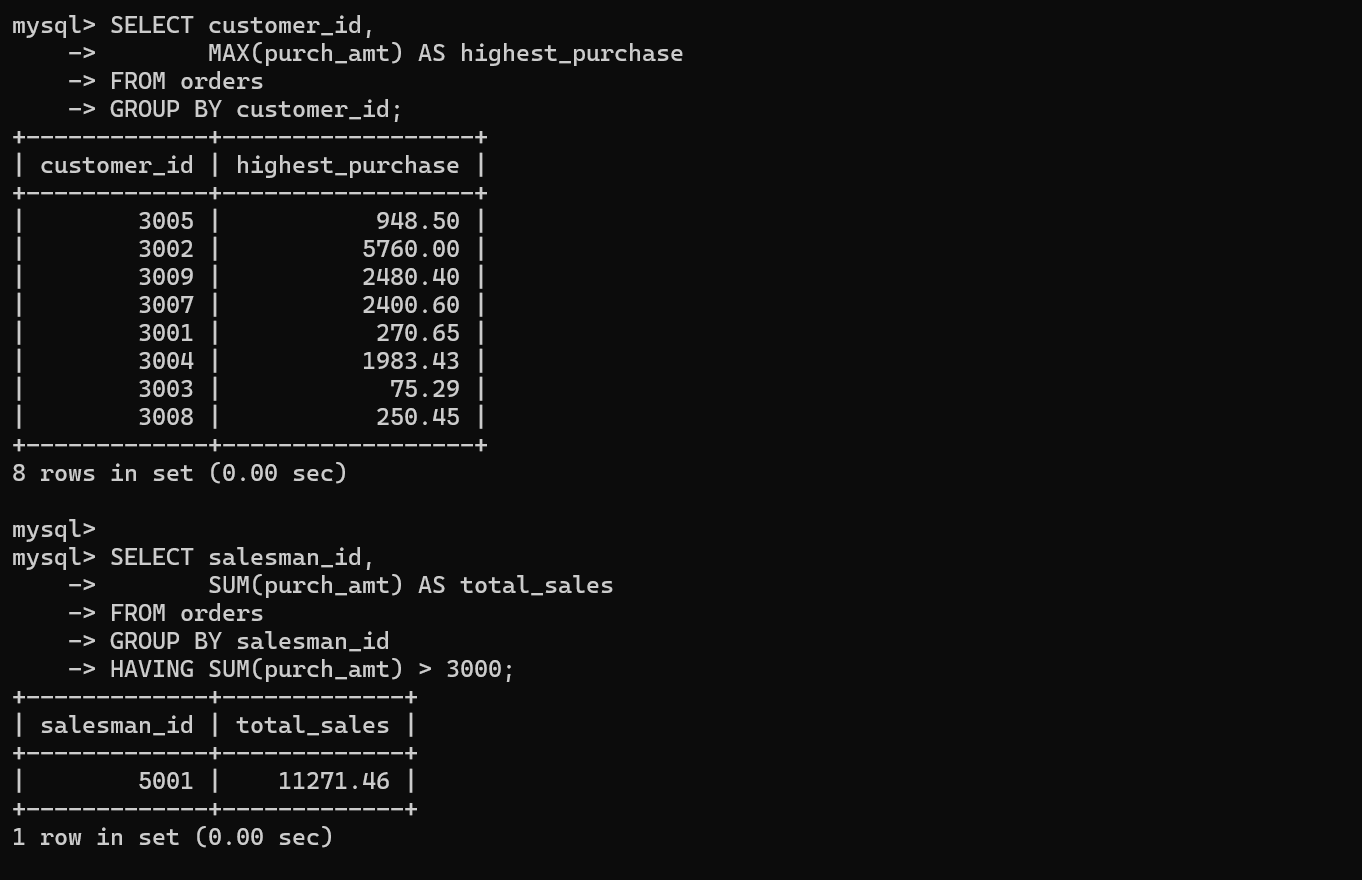 mysql> SELECT customer_id,
    ->        MAX(purch_amt) AS highest_purchase
    -> FROM orders
    -> GROUP BY customer_id;
+-------------+------------------+
| customer_id | highest_purchase |
+-------------+------------------+
|        3005 |           948.50 |
|        3002 |          5760.00 |
|        3009 |          2480.40 |
|        3007 |          2400.60 |
|        3001 |           270.65 |
|        3004 |          1983.43 |
|        3003 |            75.29 |
|        3008 |           250.45 |
+-------------+------------------+
8 rows in set (0.00 sec)

mysql>
mysql> SELECT salesman_id,
    ->        SUM(purch_amt) AS total_sales
    -> FROM orders
    -> GROUP BY salesman_id
    -> HAVING SUM(purch_amt) > 3000;
+-------------+-------------+
| salesman_id | total_sales |
+-------------+-------------+
|        5001 |    11271.46 |
+-------------+-------------+
1 row in set (0.00 sec)